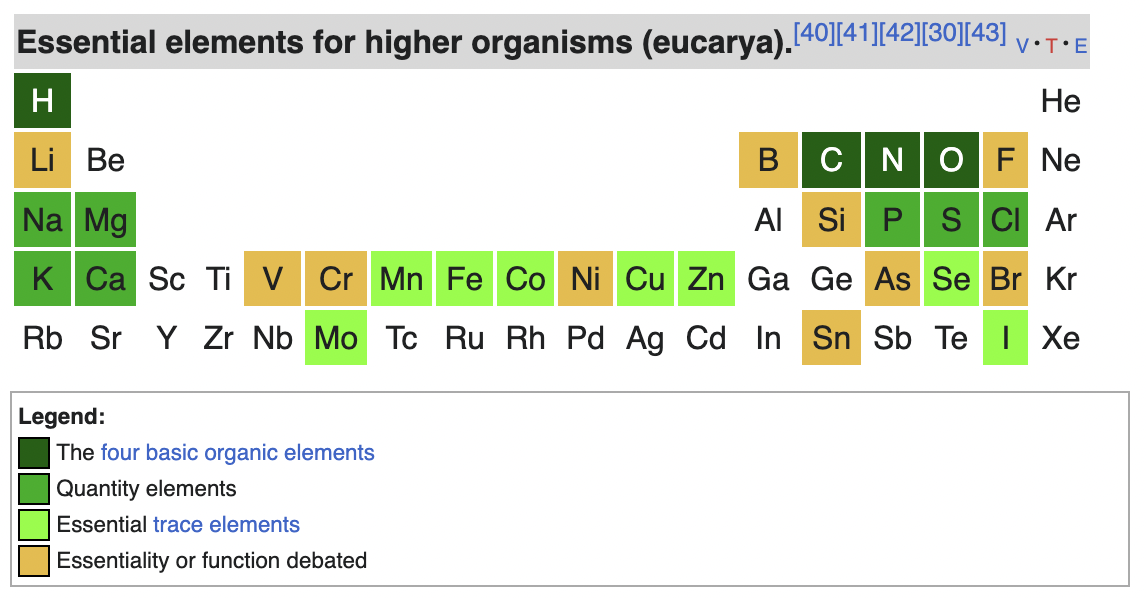 Essential elements for higher organisms (eucarya).[40][41][42][30][43] V · T · E
H He
Li Be B C N O F Ne
Na Mg Al Si P S Cl Ar
K Ca Sc Ti V Cr Mn Fe Co Ni Cu Zn Ga Ge As Se Br Kr
Rb Sr Y Zr Nb Mo Tc Ru Rh Pd Ag Cd In Sn Sb Te I Xe
Legend:
The four basic organic elements
Quantity elements
Essential trace elements
Essentiality or function debated